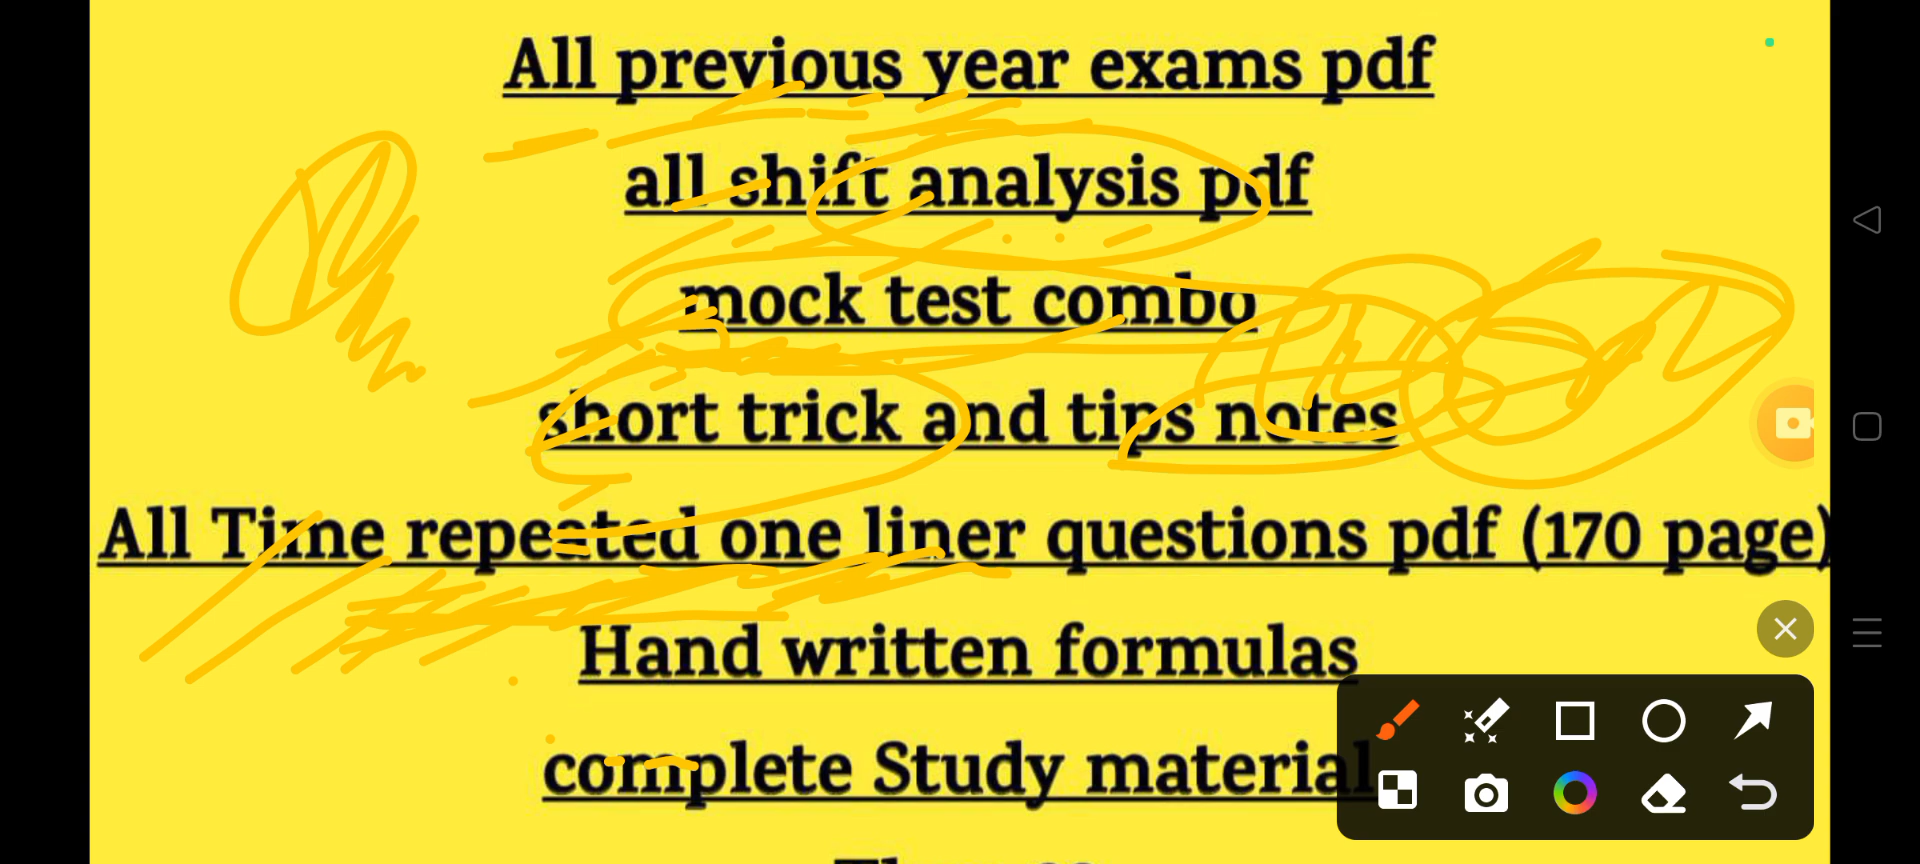 All previous year exams pdf
all shift analysis pdf
mock test combo
short trick and tips notes
All Time repeated one liner questions pdf (170 page)
Hand written formulas
complete Study material